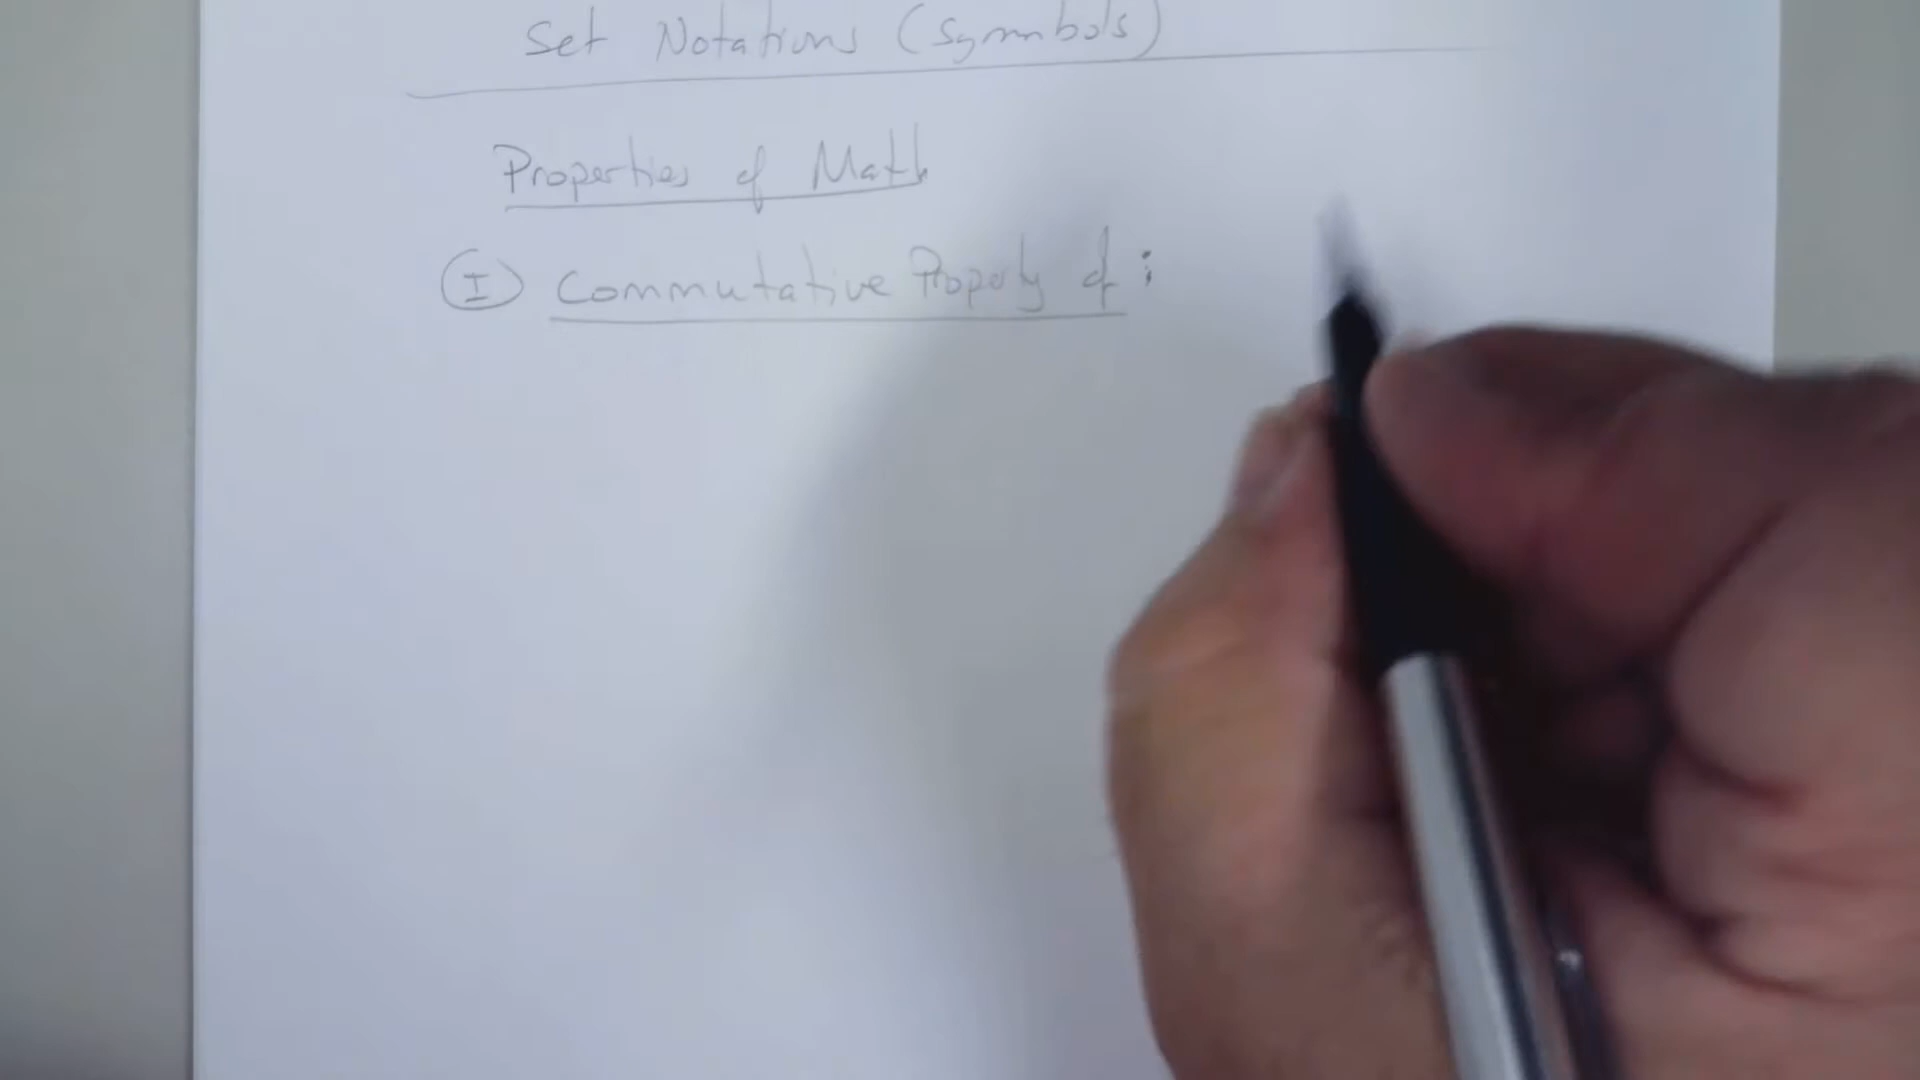 Set Notations (Symbols)
Properties of Math
I Commutative Property of :